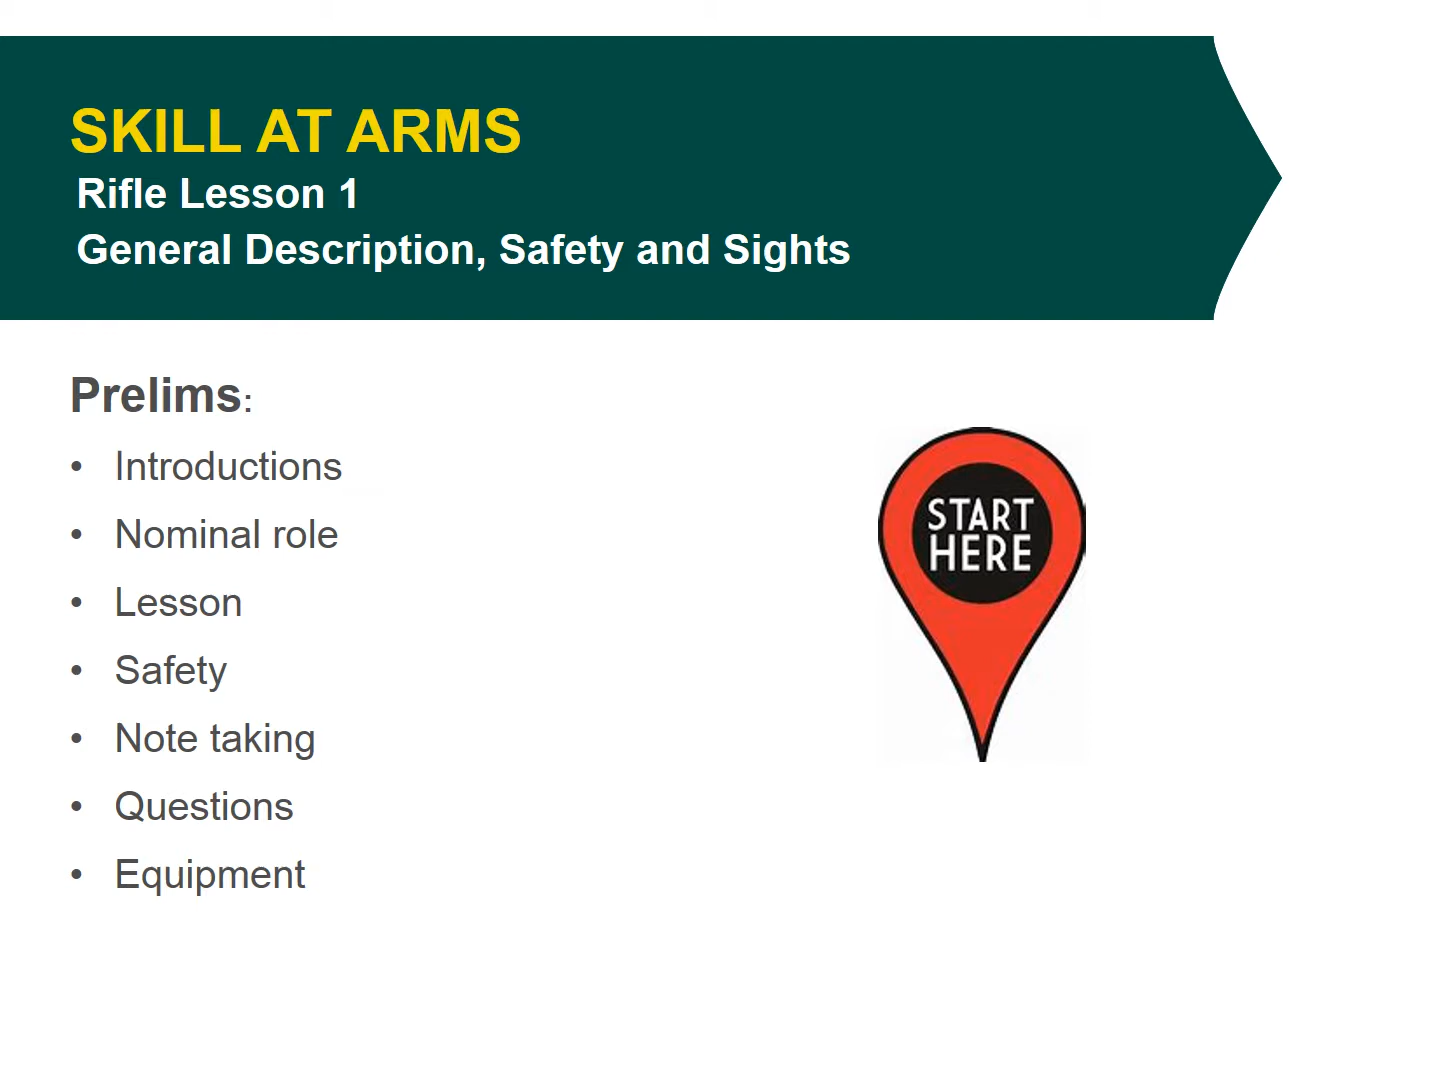 SKILL AT ARMS
Rifle Lesson 1
General Description, Safety and Sights
Prelims:
• Introductions
• Nominal role
• Lesson
• Safety
• Note taking
• Questions
• Equipment
START
HERE